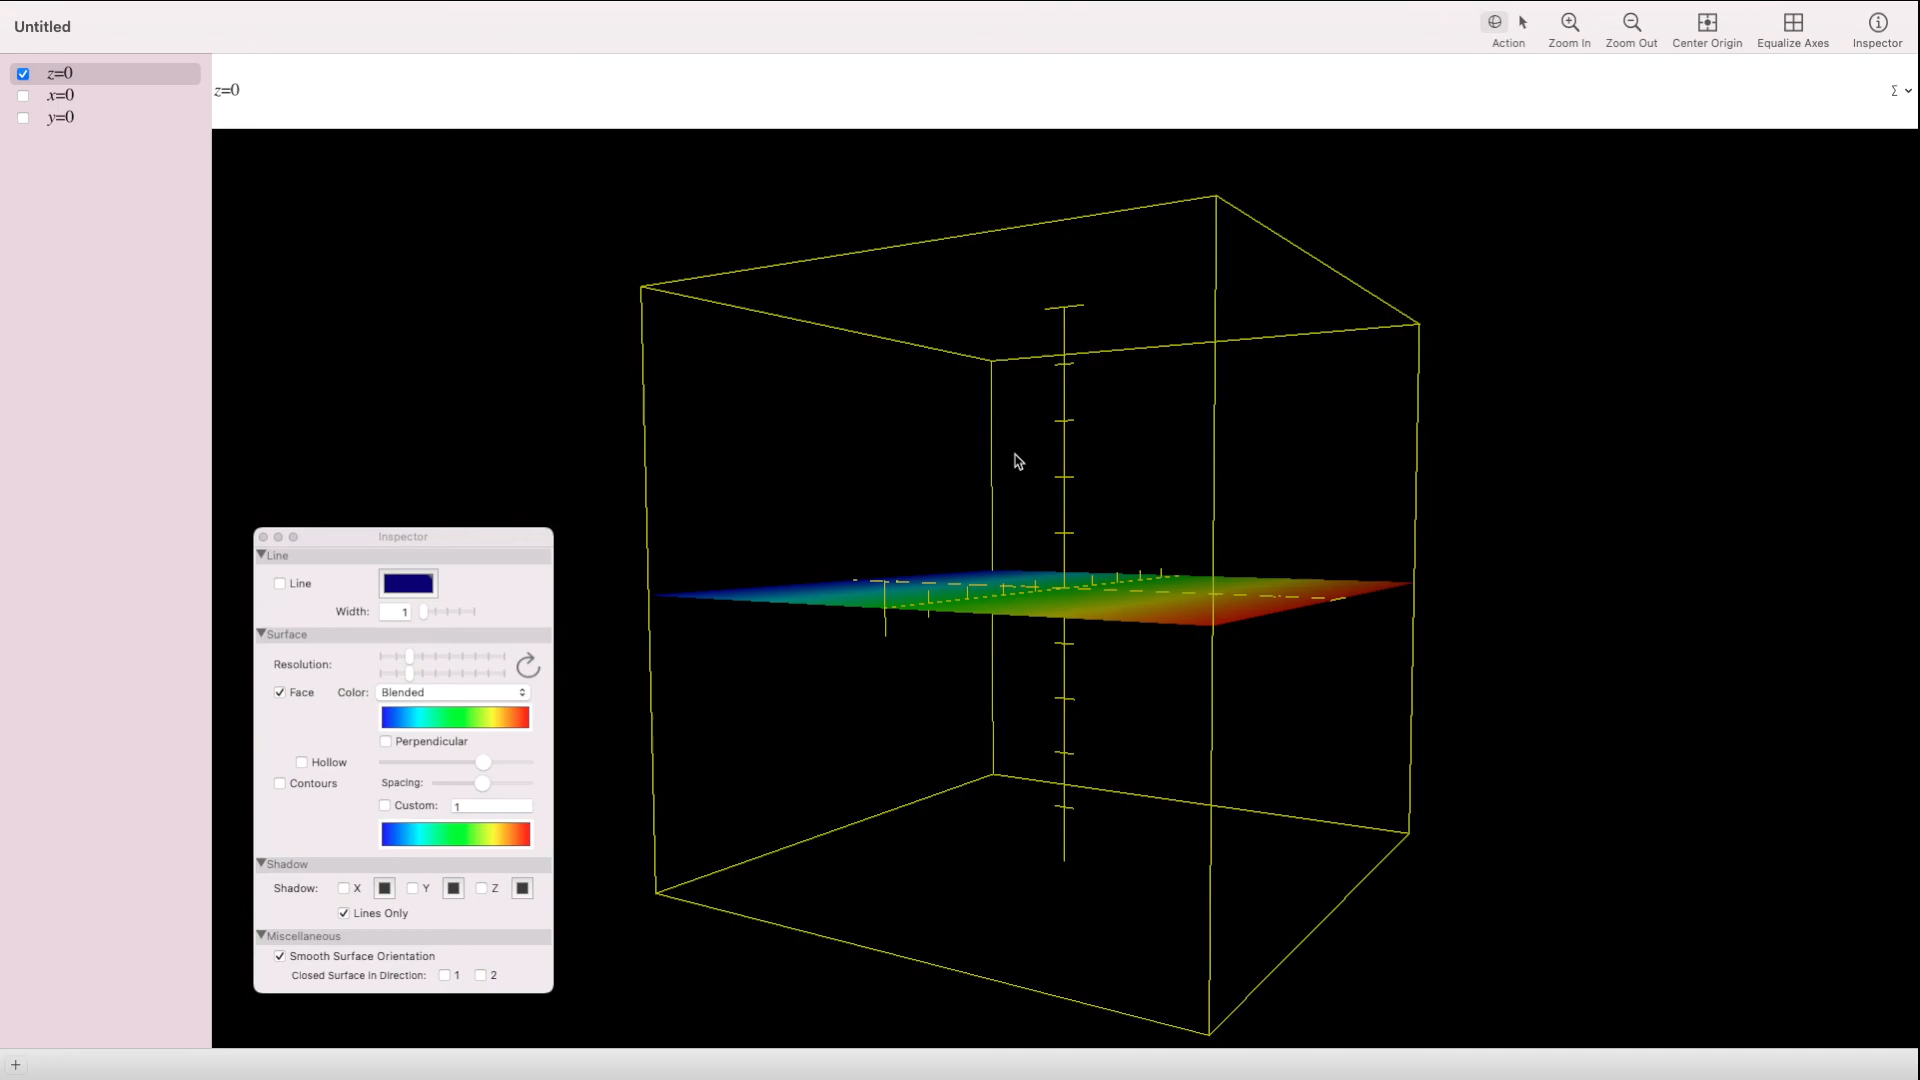 Untitled
Action
Zoom In
Zoom Out
Center Origin
Equalize Axes
Inspector
z=0
x=0
y=0
z=0
Σ
Inspector
Line
Line
Width: 1
Surface
Resolution:
Face Color: Blended
Perpendicular
Hollow
Contours Spacing:
Custom: 1
Shadow
Shadow: X Y Z
Lines Only
Miscellaneous
Smooth Surface Orientation
Closed Surface in Direction: 1 2